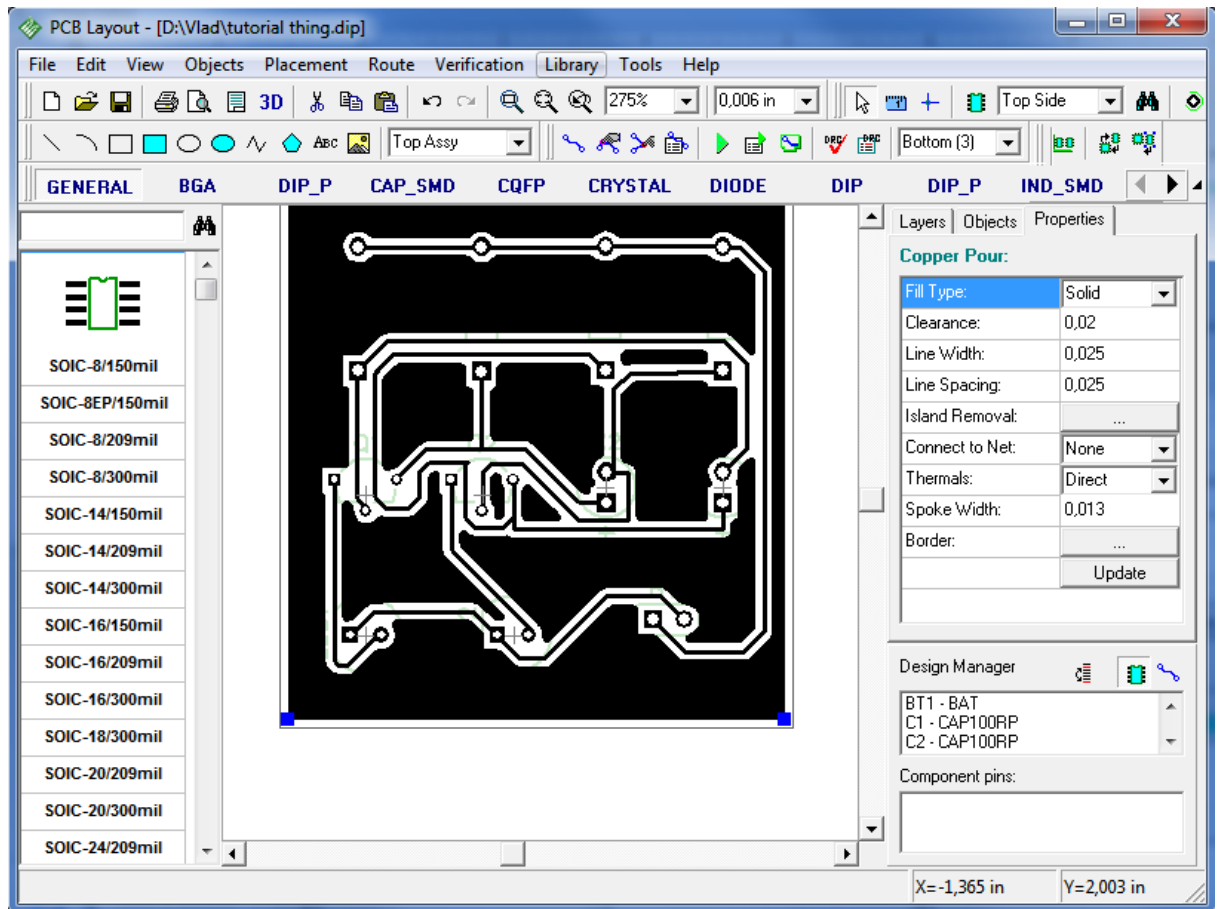 PCB Layout - [D:\Vlad\tutorial thing.dip]
File Edit View Objects Placement Route Verification Library Tools Help
3D 275% 0,006 in Top Side
ABC Top Assy DRC DRC Bottom (3)
GENERAL BGA DIP_P CAP_SMD CQFP CRYSTAL DIODE DIP DIP_P IND_SMD
Layers Objects Properties
Copper Pour:
Fill Type: Solid
Clearance: 0,02
Line Width: 0,025
Line Spacing: 0,025
Island Removal: ...
Connect to Net: None
Thermals: Direct
Spoke Width: 0,013
Border: ...
Update
SOIC-8/150mil
SOIC-8EP/150mil
SOIC-8/209mil
SOIC-8/300mil
SOIC-14/150mil
SOIC-14/209mil
SOIC-14/300mil
SOIC-16/150mil
SOIC-16/209mil
SOIC-16/300mil
SOIC-18/300mil
SOIC-20/209mil
SOIC-20/300mil
SOIC-24/209mil
Design Manager
BT1 - BAT
C1 - CAP100RP
C2 - CAP100RP
Component pins:
X=-1,365 in Y=2,003 in